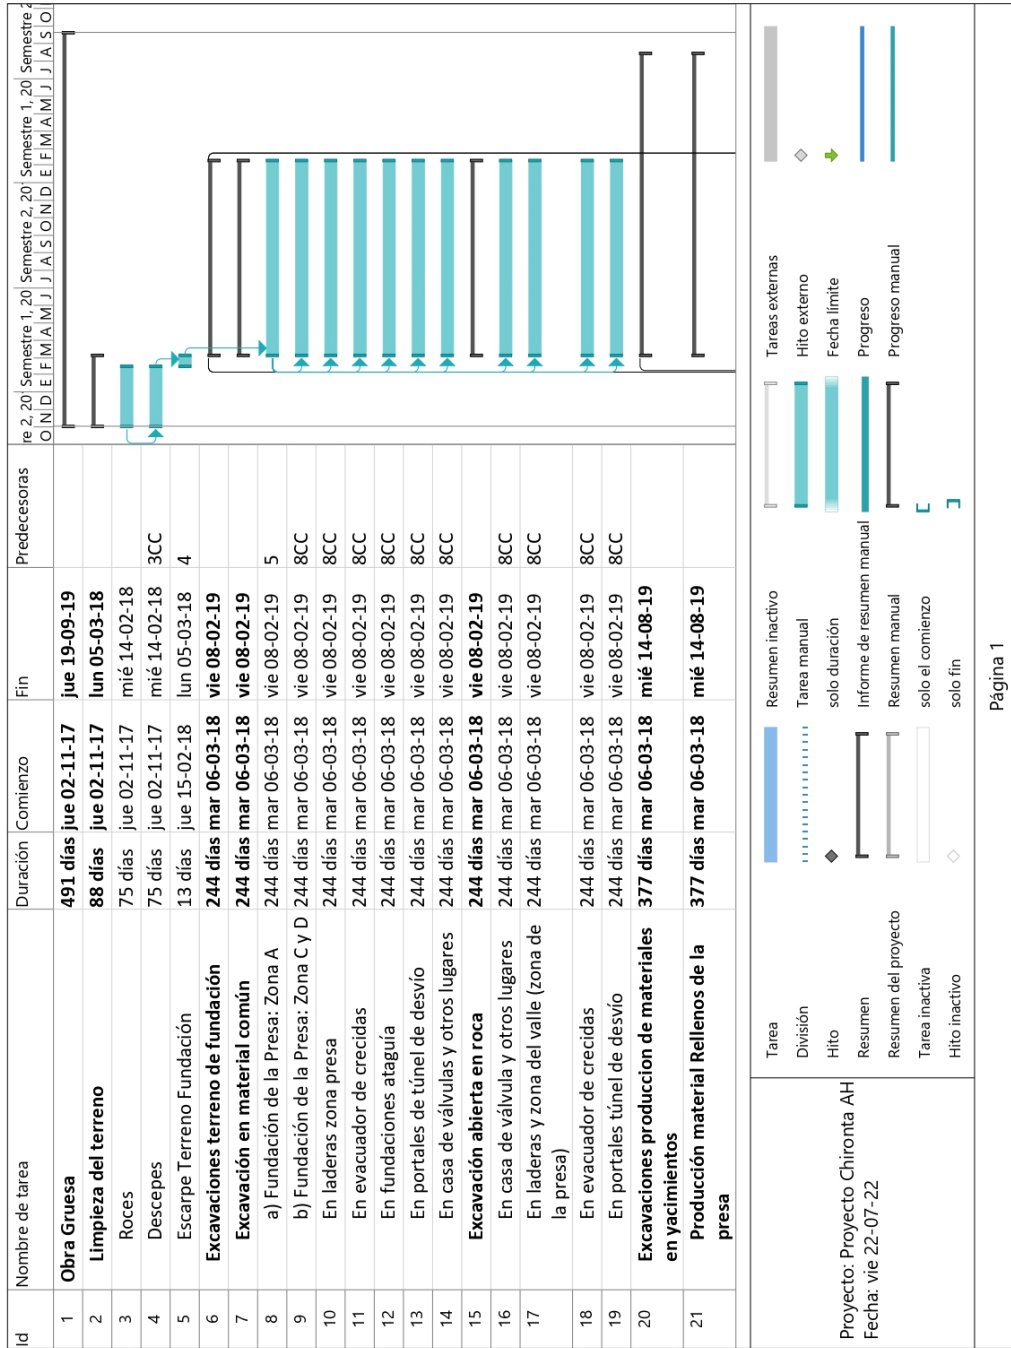 Id Nombre de tarea Duración Comienzo Fin Predecesoras
re 2, 20 Semestre 1, 20 Semestre 2, 20 Semestre 1, 20 Semestre 2
O N D E F M A M J J A S O N D E F M A M J J A S O
1 Obra Gruesa 491 días jue 02-11-17 jue 19-09-19
2 Limpieza del terreno 88 días jue 02-11-17 lun 05-03-18
3 Roces 75 días jue 02-11-17 mié 14-02-18
4 Descepes 75 días jue 02-11-17 mié 14-02-18 3CC
5 Escarpe Terreno Fundación 13 días jue 15-02-18 lun 05-03-18 4
6 Excavaciones terreno de fundación 244 días mar 06-03-18 vie 08-02-19
7 Excavación en material común 244 días mar 06-03-18 vie 08-02-19
8 a) Fundación de la Presa: Zona A 244 días mar 06-03-18 vie 08-02-19 5
9 b) Fundación de la Presa: Zona C y D 244 días mar 06-03-18 vie 08-02-19 8CC
10 En laderas zona presa 244 días mar 06-03-18 vie 08-02-19 8CC
11 En evacuador de crecidas 244 días mar 06-03-18 vie 08-02-19 8CC
12 En fundaciones ataguía 244 días mar 06-03-18 vie 08-02-19 8CC
13 En portales de túnel de desvío 244 días mar 06-03-18 vie 08-02-19 8CC
14 En casa de válvulas y otros lugares 244 días mar 06-03-18 vie 08-02-19 8CC
15 Excavación abierta en roca 244 días mar 06-03-18 vie 08-02-19
16 En casa de válvula y otros lugares 244 días mar 06-03-18 vie 08-02-19 8CC
17 En laderas y zona del valle (zona de 244 días mar 06-03-18 vie 08-02-19 8CC
la presa)
18 En evacuador de crecidas 244 días mar 06-03-18 vie 08-02-19 8CC
19 En portales túnel de desvío 244 días mar 06-03-18 vie 08-02-19 8CC
20 Excavaciones produccion de materiales 377 días mar 06-03-18 mié 14-08-19
en yacimientos
21 Producción material Rellenos de la 377 días mar 06-03-18 mié 14-08-19
presa
Proyecto: Proyecto Chironta AH
Fecha: vie 22-07-22
Tarea
División
Hito
Resumen
Resumen del proyecto
Tarea inactiva
Hito inactivo
Resumen inactivo
Tarea manual
solo duración
Informe de resumen manual
Resumen manual
solo el comienzo
solo fin
Tareas externas
Hito externo
Fecha límite
Progreso
Progreso manual
Página 1